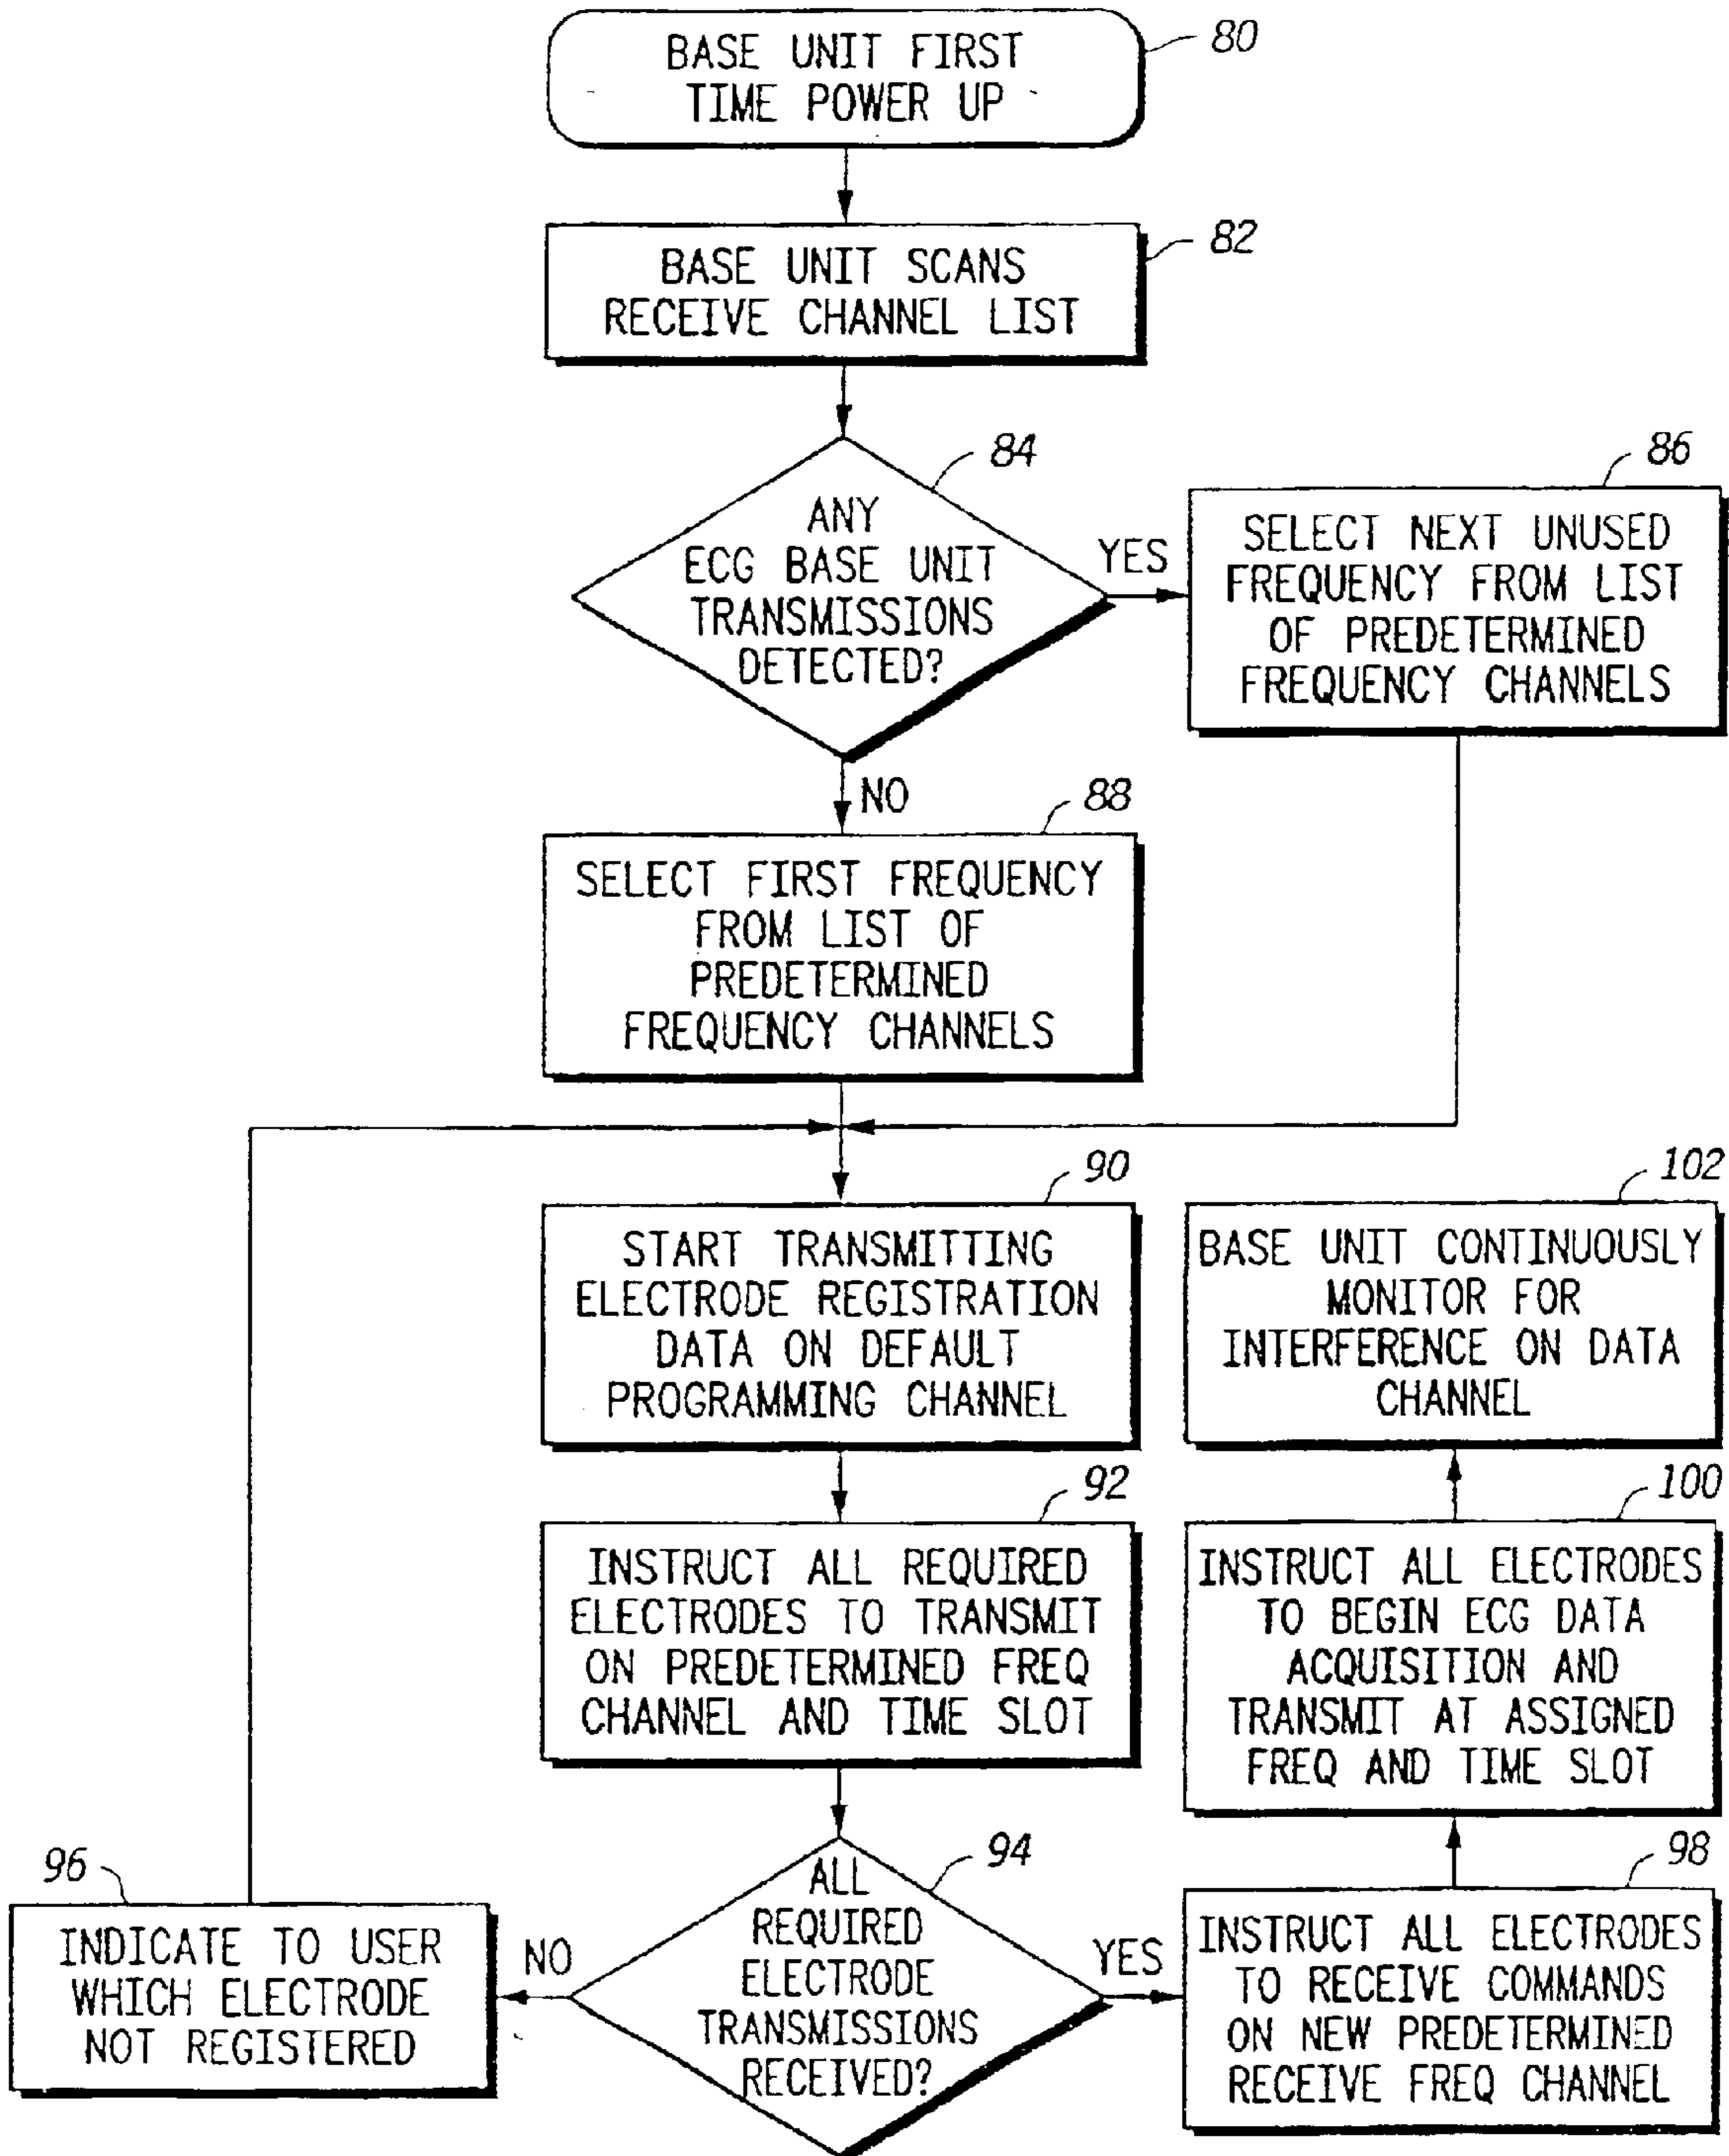 BASE UNIT FIRST
TIME POWER UP
80
BASE UNIT SCANS
RECEIVE CHANNEL LIST
82
ANY
ECG BASE UNIT
TRANSMISSIONS
DETECTED?
84
YES
SELECT NEXT UNUSED
FREQUENCY FROM LIST
OF PREDETERMINED
FREQUENCY CHANNELS
86
NO
SELECT FIRST FREQUENCY
FROM LIST OF
PREDETERMINED
FREQUENCY CHANNELS
88
START TRANSMITTING
ELECTRODE REGISTRATION
DATA ON DEFAULT
PROGRAMMING CHANNEL
90
INSTRUCT ALL REQUIRED
ELECTRODES TO TRANSMIT
ON PREDETERMINED FREQ
CHANNEL AND TIME SLOT
92
ALL
REQUIRED
ELECTRODE
TRANSMISSIONS
RECEIVED?
94
NO
INDICATE TO USER
WHICH ELECTRODE
NOT REGISTERED
96
YES
INSTRUCT ALL ELECTRODES
TO RECEIVE COMMANDS
ON NEW PREDETERMINED
RECEIVE FREQ CHANNEL
98
INSTRUCT ALL ELECTRODES
TO BEGIN ECG DATA
ACQUISITION AND
TRANSMIT AT ASSIGNED
FREQ AND TIME SLOT
100
BASE UNIT CONTINUOUSLY
MONITOR FOR
INTERFERENCE ON DATA
CHANNEL
102